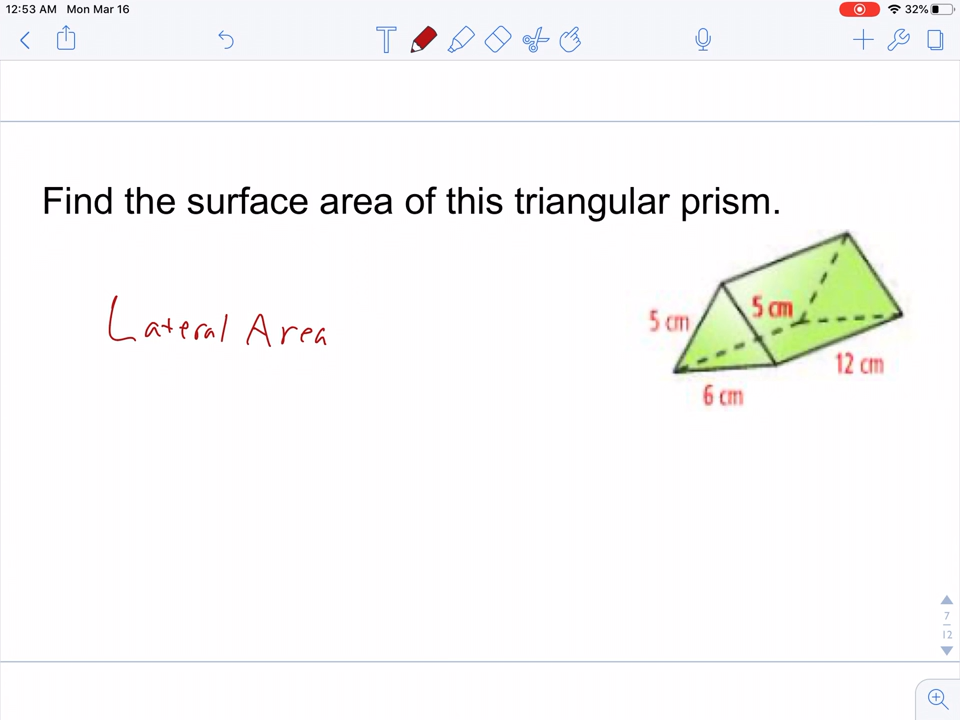 12:53 AM Mon Mar 16
32%
T
Find the surface area of this triangular prism.
Lateral Area
5 cm
5 cm
12 cm
6 cm
7
12